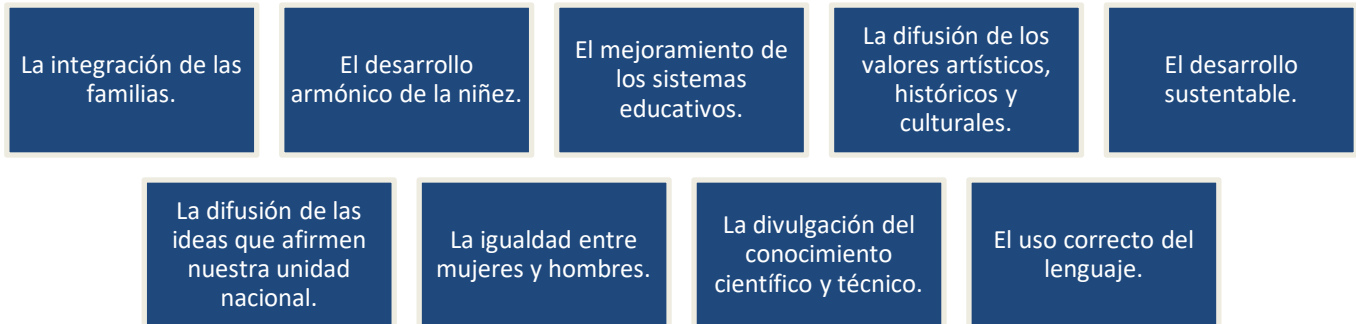 La integración de las
familias.
El desarrollo
armónico de la niñez.
El mejoramiento de
los sistemas
educativos.
La difusión de los
valores artísticos,
históricos y
culturales.
El desarrollo
sustentable.
La difusión de las
ideas que afirmen
nuestra unidad
nacional.
La igualdad entre
mujeres y hombres.
La divulgación del
conocimiento
científico y técnico.
El uso correcto del
lenguaje.